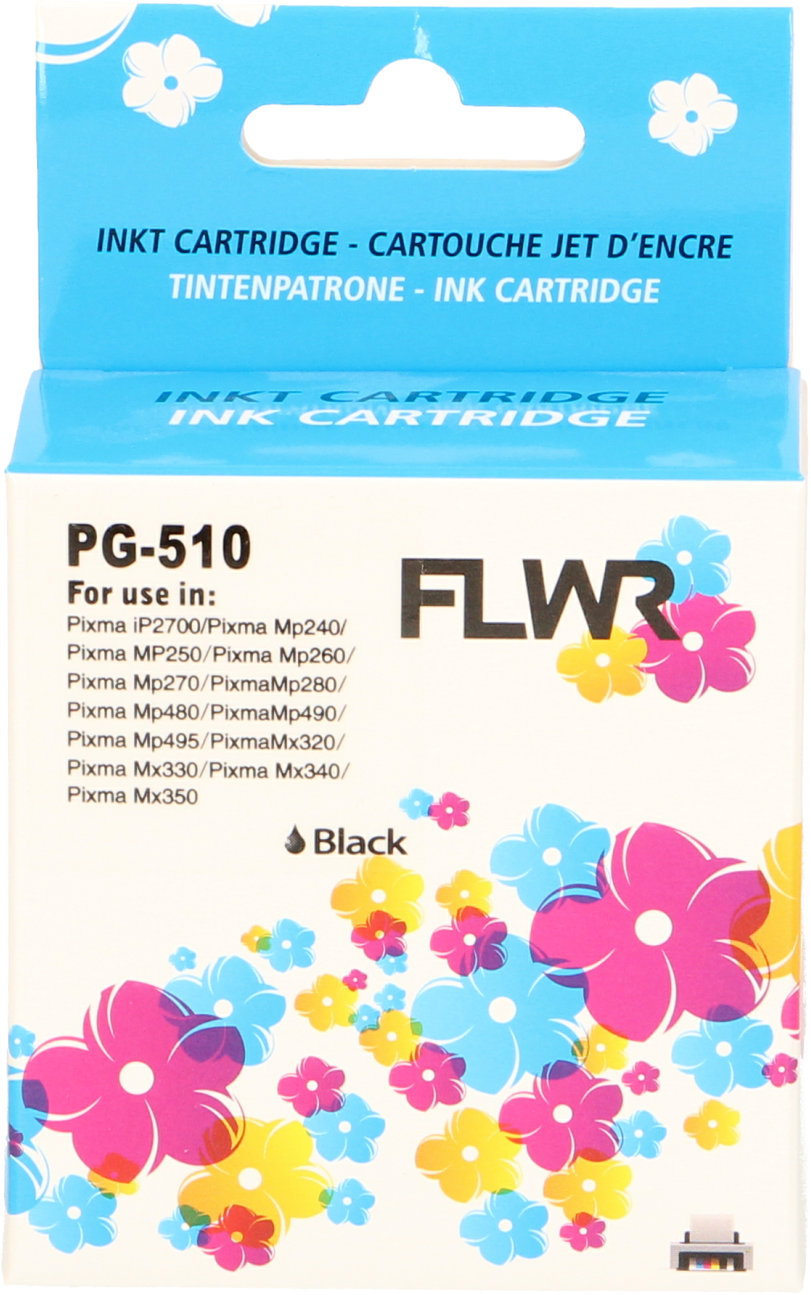 INKT CARTRIDGE - CARTOUCHE JET D'ENCRE
TINTENPATRONE - INK CARTRIDGE
INKT CARTRIDGE
INK CARTRIDGE
PG-510
For use in:
Pixma iP2700/Pixma Mp240/
Pixma MP250/Pixma Mp260/
Pixma Mp270/PixmaMp280/
Pixma Mp480/PixmaMp490/
Pixma Mp495/PixmaMx320/
Pixma Mx330/Pixma Mx340/
Pixma Mx350
FLWR
Black